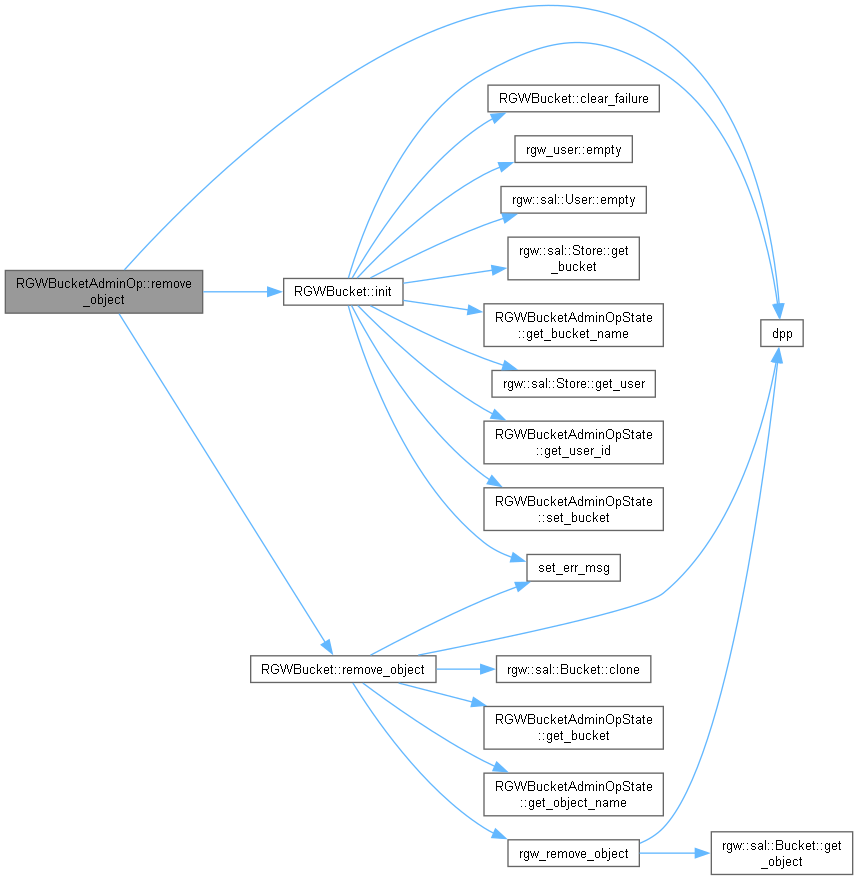 RGWBucketAdminOp::remove
_object
RGWBucket::init
RGWBucket::clear_failure
rgw_user::empty
rgw::sal::User::empty
rgw::sal::Store::get
_bucket
RGWBucketAdminOpState
::get_bucket_name
rgw::sal::Store::get_user
RGWBucketAdminOpState
::get_user_id
RGWBucketAdminOpState
::set_bucket
set_err_msg
dpp
RGWBucket::remove_object
rgw::sal::Bucket::clone
RGWBucketAdminOpState
::get_bucket
RGWBucketAdminOpState
::get_object_name
rgw_remove_object
rgw::sal::Bucket::get
_object